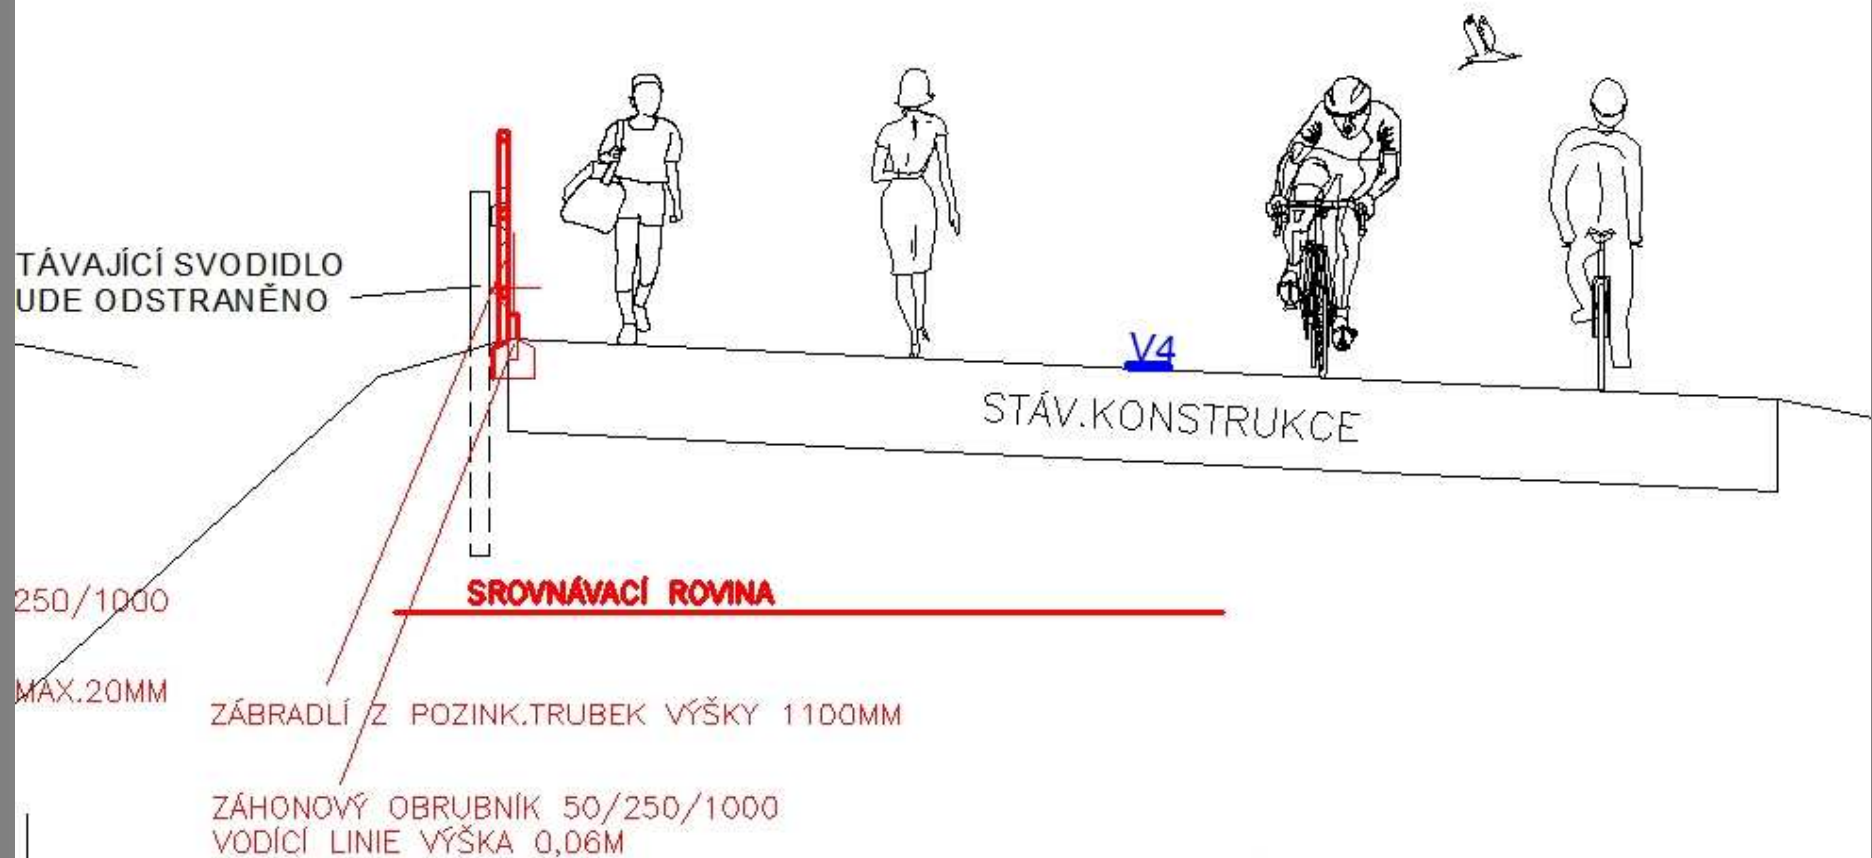 TÁVAJÍCÍ SVODIDLO
UDE ODSTRANĚNO
V4
STÁV.KONSTRUKCE
SROVNÁVACÍ ROVINA
250/1000
MAX.20MM
ZÁBRADLÍ Z POZINK.TRUBEK VÝŠKY 1100MM
ZÁHONOVÝ OBRUBNÍK 50/250/1000
VODÍCÍ LINIE VÝŠKA 0,06M